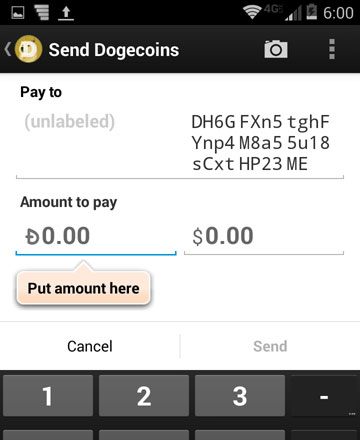 4G 6:00
Send Dogecoins
Pay to
(unlabeled)
DH6G FXn5 tghF
Ynp4 M8a5 5u18
sCxt HP23 ME
Amount to pay
Ð0.00 $0.00
Put amount here
Cancel Send
1 2 3 -